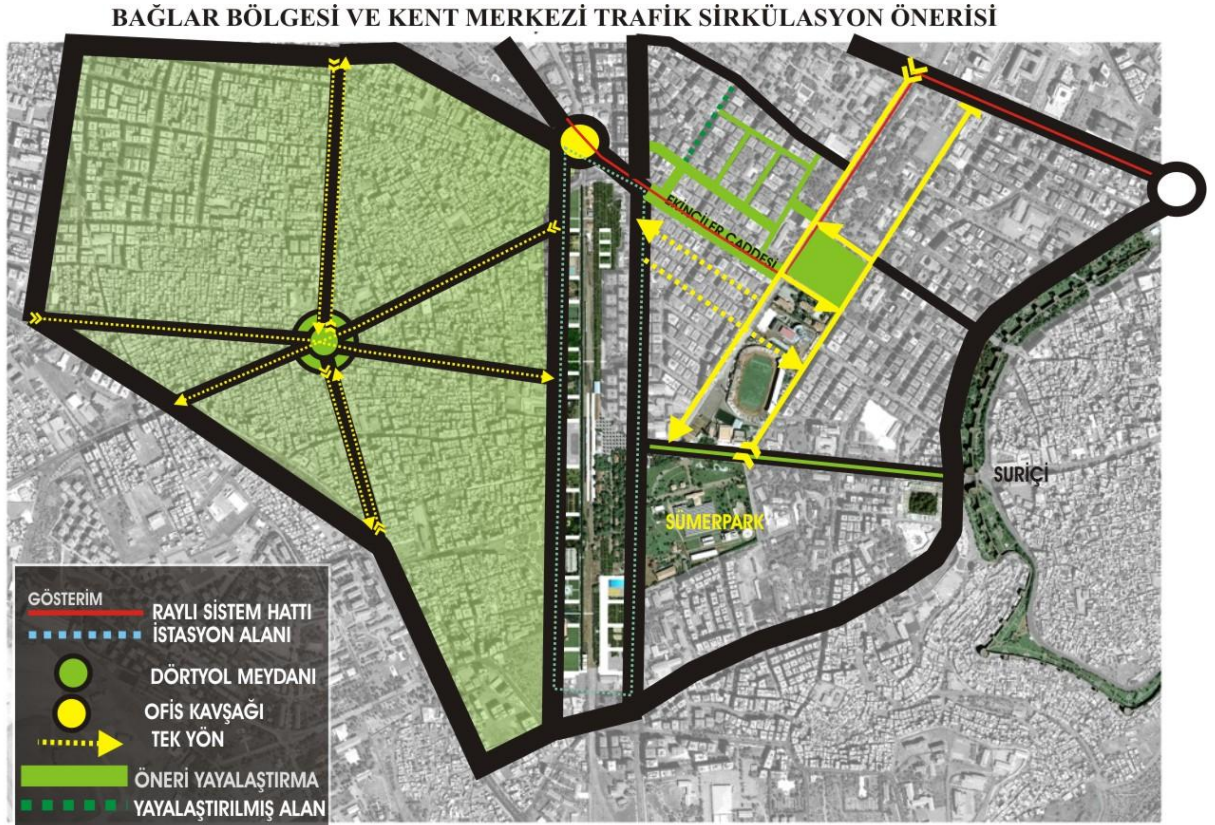 BAĞLAR BÖLGESİ VE KENT MERKEZİ TRAFİK SİRKÜLASYON ÖNERİSİ
EKİNCİLER CADDESİ
SURİÇİ
SÜMERPARK
GÖSTERİM
RAYLI SİSTEM HATTI
İSTASYON ALANI
DÖRTYOL MEYDANI
OFİS KAVŞAĞI
TEK YÖN
ÖNERİ YAYALAŞTIRMA
YAYALAŞTIRILMIŞ ALAN